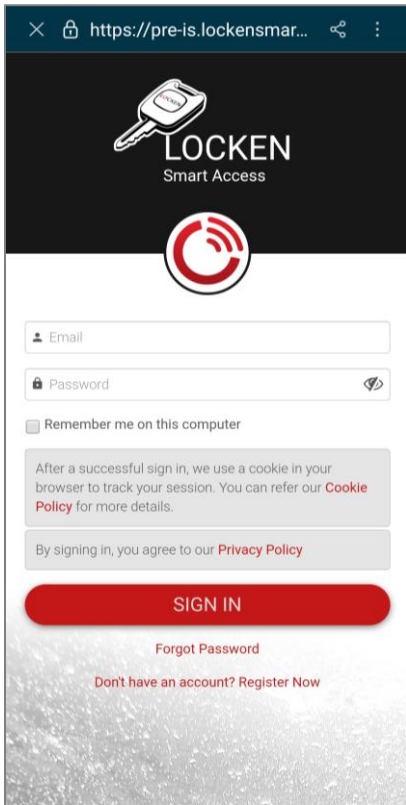 https://pre-is.lockensmar...
LOCKEN
LOCKEN
Smart Access
Email
Password
Remember me on this computer
After a successful sign in, we use a cookie in your
browser to track your session. You can refer our Cookie
Policy for more details.
By signing in, you agree to our Privacy Policy
SIGN IN
Forgot Password
Don't have an account? Register Now